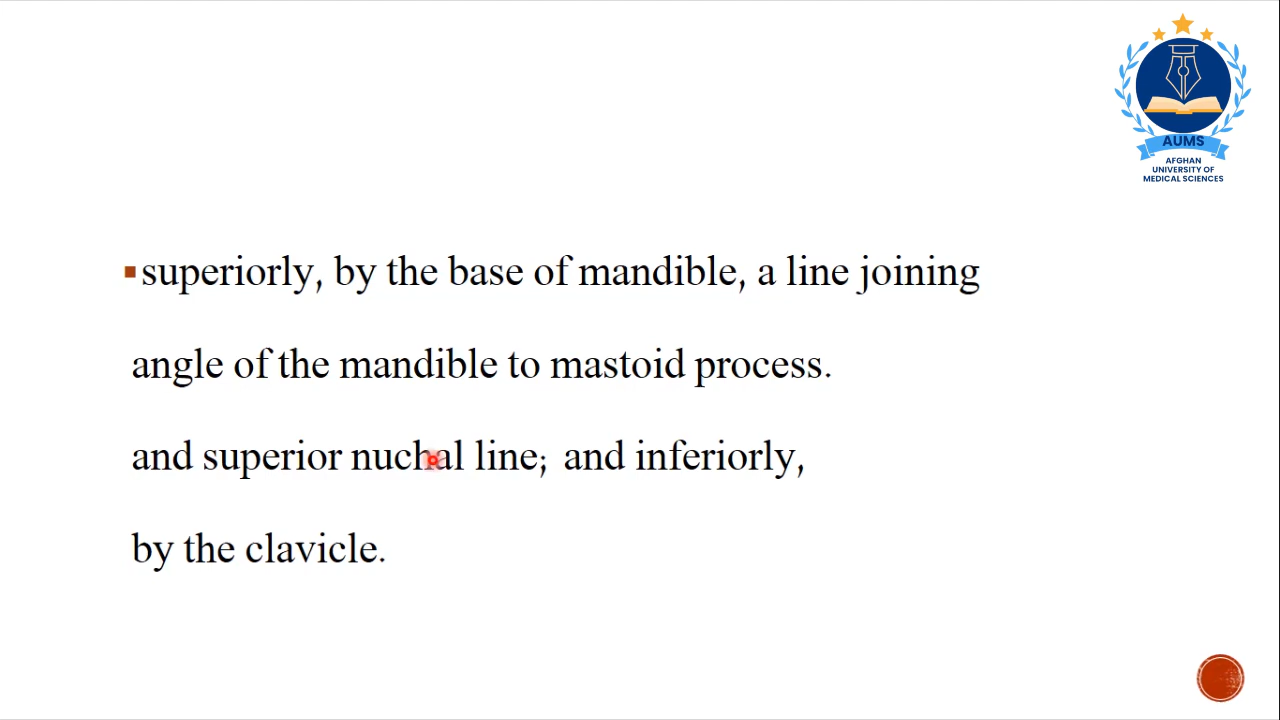 AUMS
AFGHAN
UNIVERSITY OF
MEDICAL SCIENCES
superiorly, by the base of mandible, a line joining
angle of the mandible to mastoid process.
and superior nuchal line; and inferiorly,
by the clavicle.